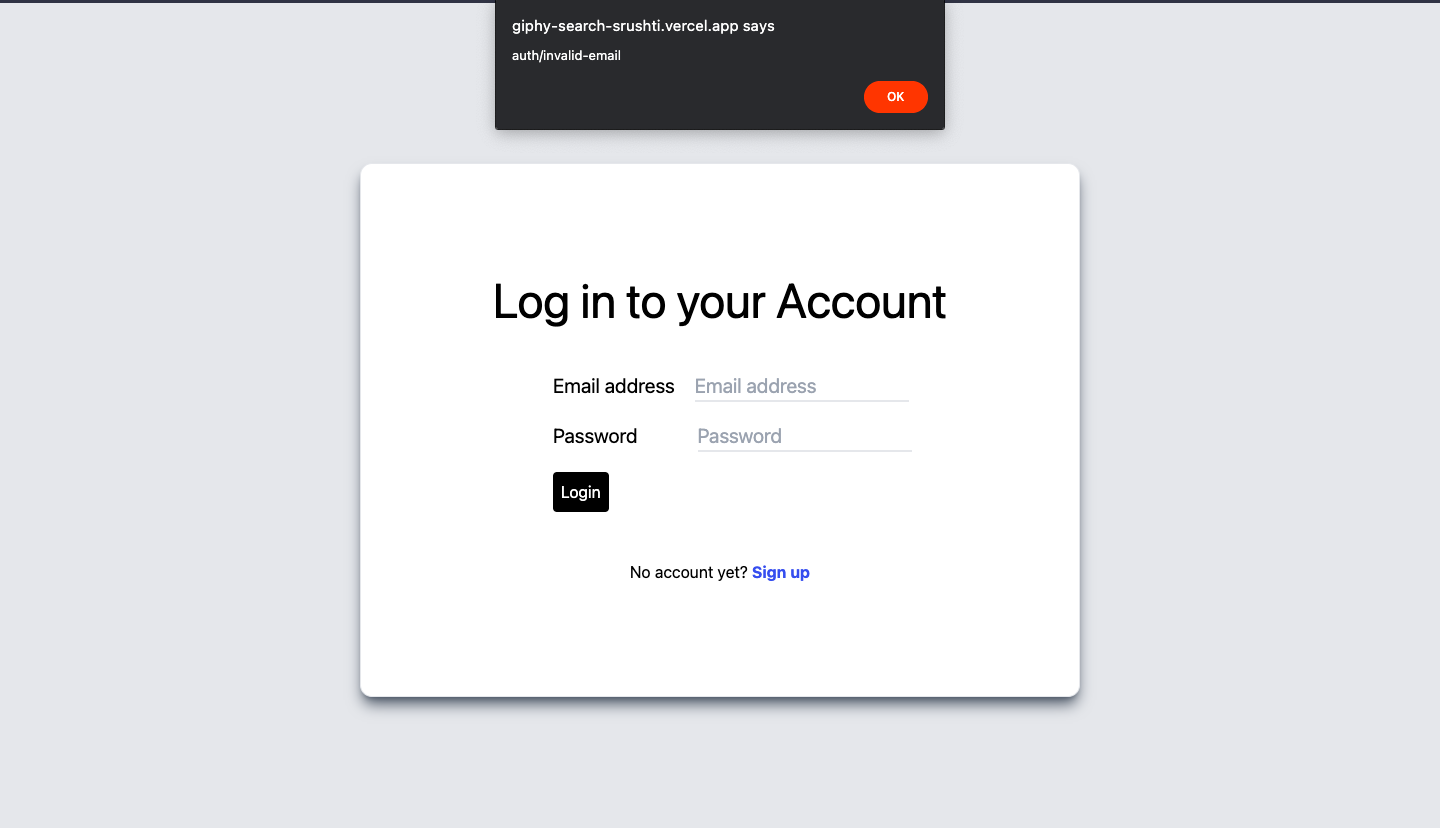 giphy-search-srushti.vercel.app says
auth/invalid-email
OK
Log in to your Account
Email address Email address
Password Password
Login
No account yet? Sign up